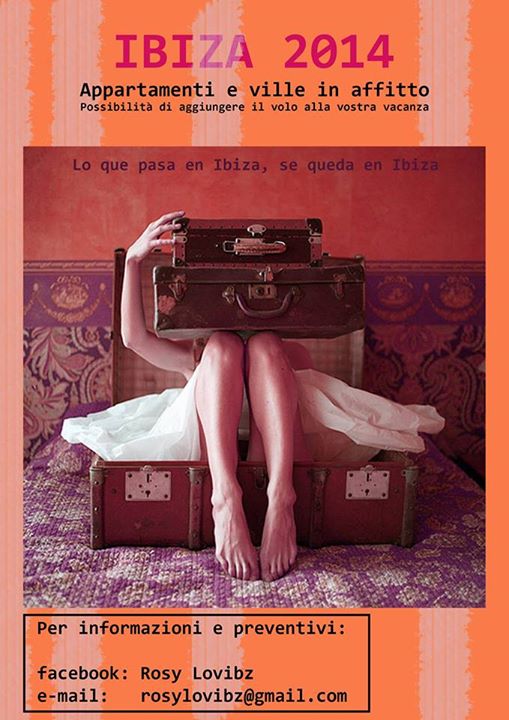 IBIZA 2014
Appartamenti e ville in affitto
Possibilità di aggiungere il volo alla vostra vacanza
Lo que pasa en Ibiza, se queda en Ibiza
Per informazioni e preventivi:
facebook: Rosy Lovibz
e-mail: rosylovibz@gmail.com